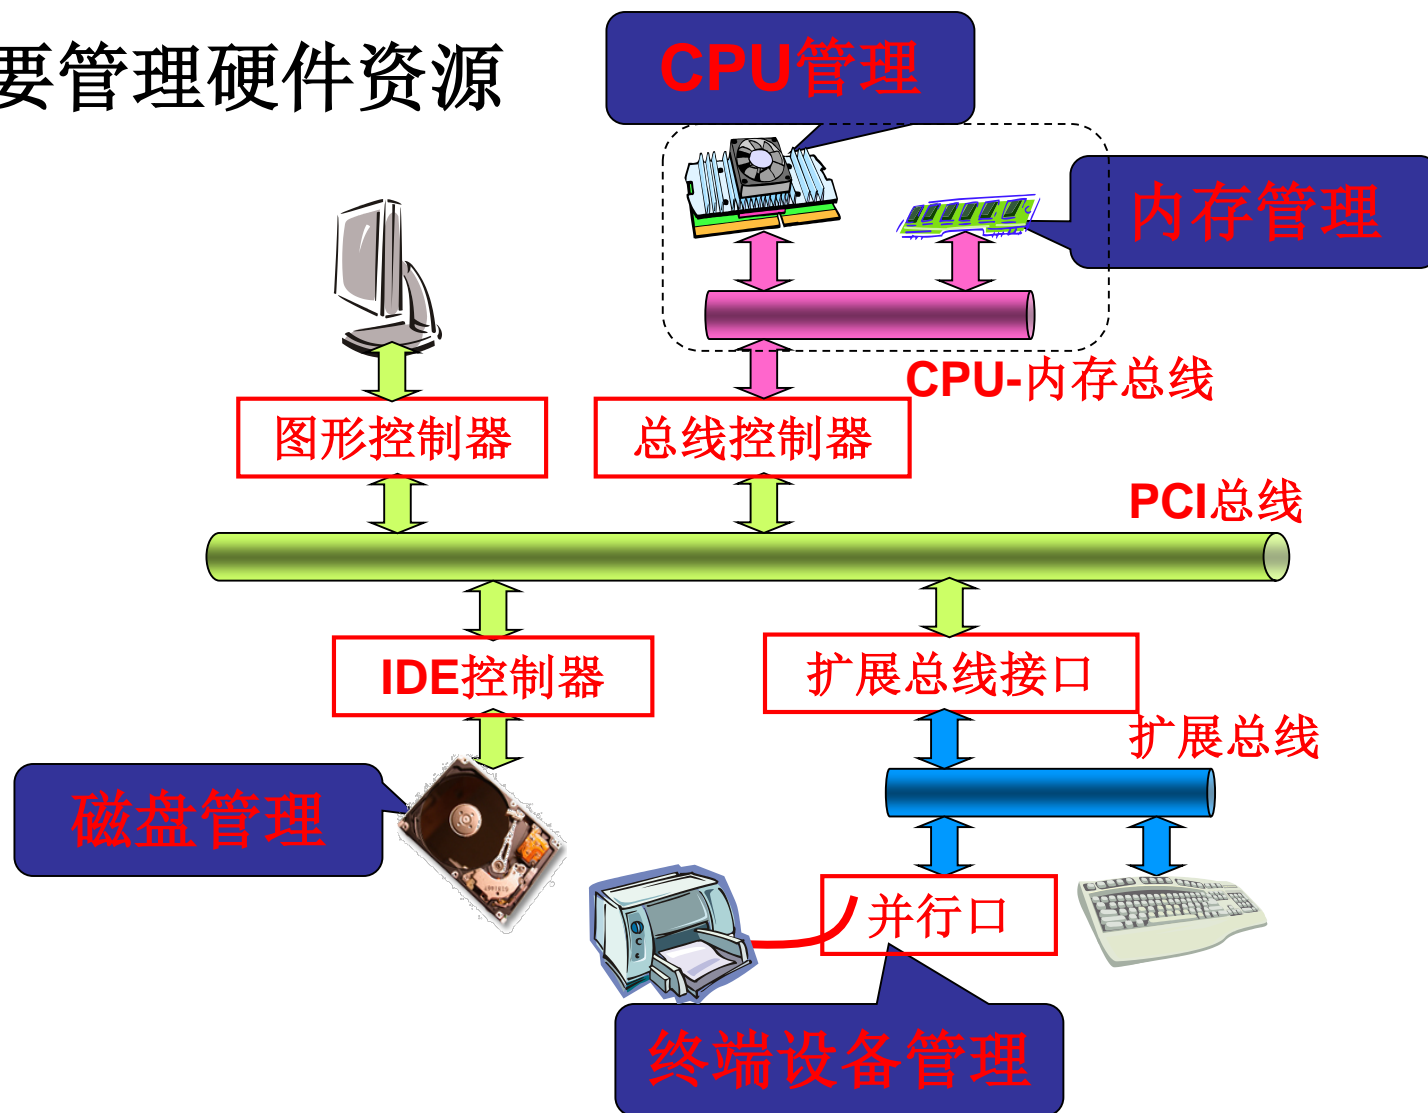 要管理硬件资源
CPU管理
内存管理
CPU-内存总线
图形控制器
总线控制器
PCI总线
IDE控制器
扩展总线接口
扩展总线
磁盘管理
并行口
终端设备管理